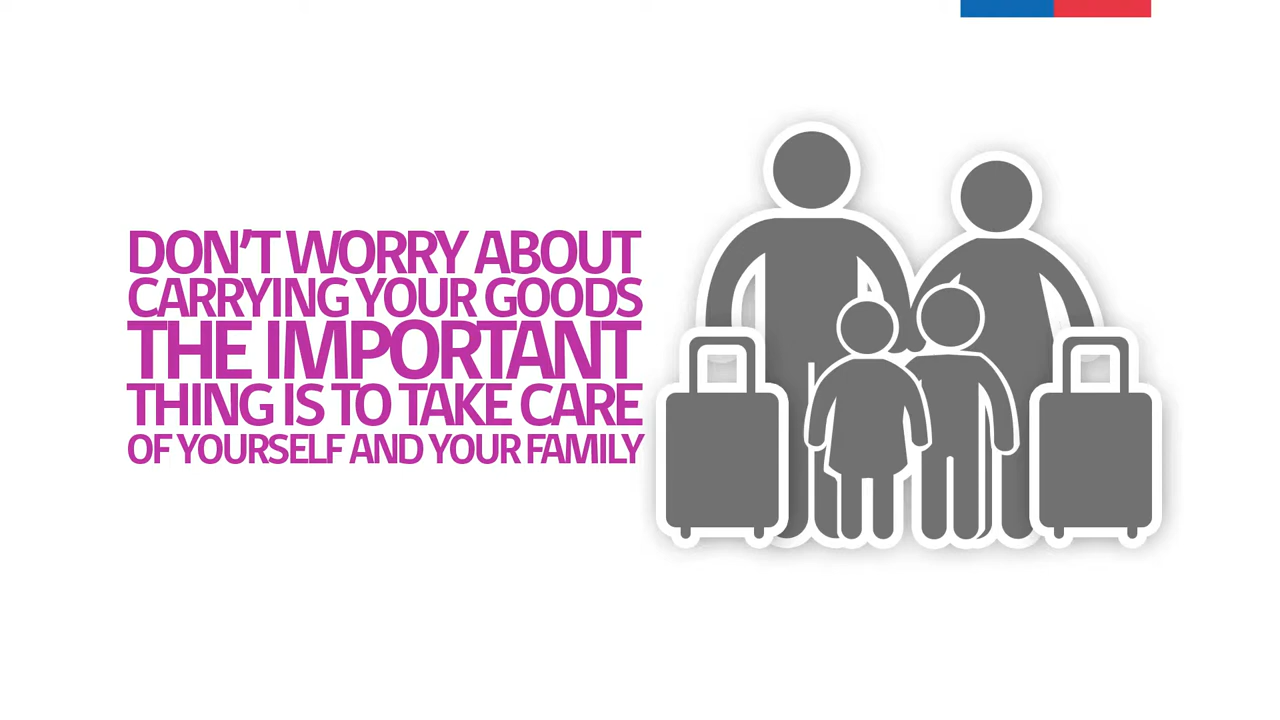 DON'T WORRY ABOUT
CARRYING YOUR GOODS
THE IMPORTANT
THING IS TO TAKE CARE
OF YOURSELF AND YOUR FAMILY